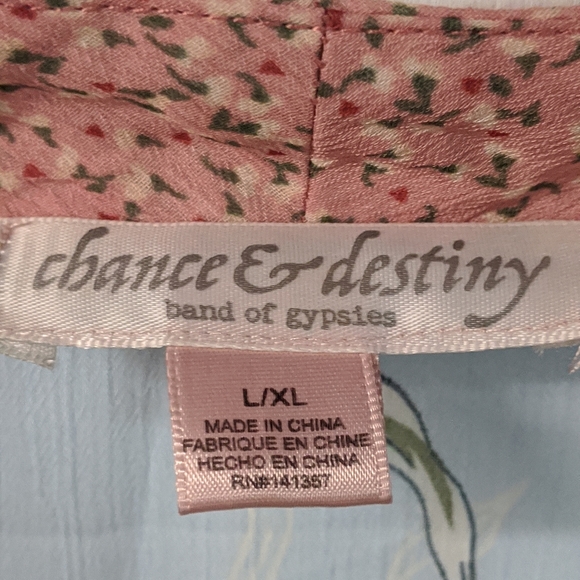 chance & destiny
band of gypsies
L/XL
MADE IN CHINA
FABRIQUE EN CHINE
HECHO EN CHINA
RN#141357